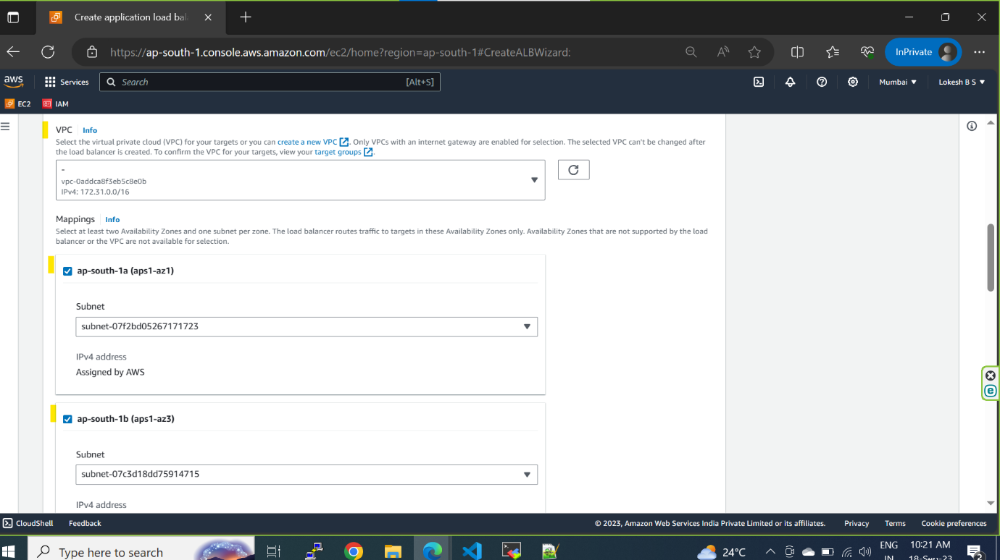 Create application load bal
https://ap-south-1.console.aws.amazon.com/ec2/home?region=ap-south-1#CreateALBWizard:
InPrivate
aws
Services
Search
[Alt+S]
Mumbai
Lokesh B S
EC2
IAM
VPC
Info
Select the virtual private cloud (VPC) for your targets or you can create a new VPC . Only VPCs with an internet gateway are enabled for selection. The selected VPC can't be changed after
the load balancer is created. To confirm the VPC for your targets, view your target groups .
-
vpc-0addca8f3eb5c8e0b
IPv4: 172.31.0.0/16
Mappings
Info
Select at least two Availability Zones and one subnet per zone. The load balancer routes traffic to targets in these Availability Zones only. Availability Zones that are not supported by the load
balancer or the VPC are not available for selection.
ap-south-1a (aps1-az1)
Subnet
subnet-07f2bd05267171723
IPv4 address
Assigned by AWS
ap-south-1b (aps1-az3)
Subnet
subnet-07c3d18dd75914715
IPv4 address
CloudShell
Feedback
© 2023, Amazon Web Services India Private Limited or its affiliates.
Privacy
Terms
Cookie preferences
Type here to search
24°C
ENG
IN
10:21 AM
18-Sep-23
2